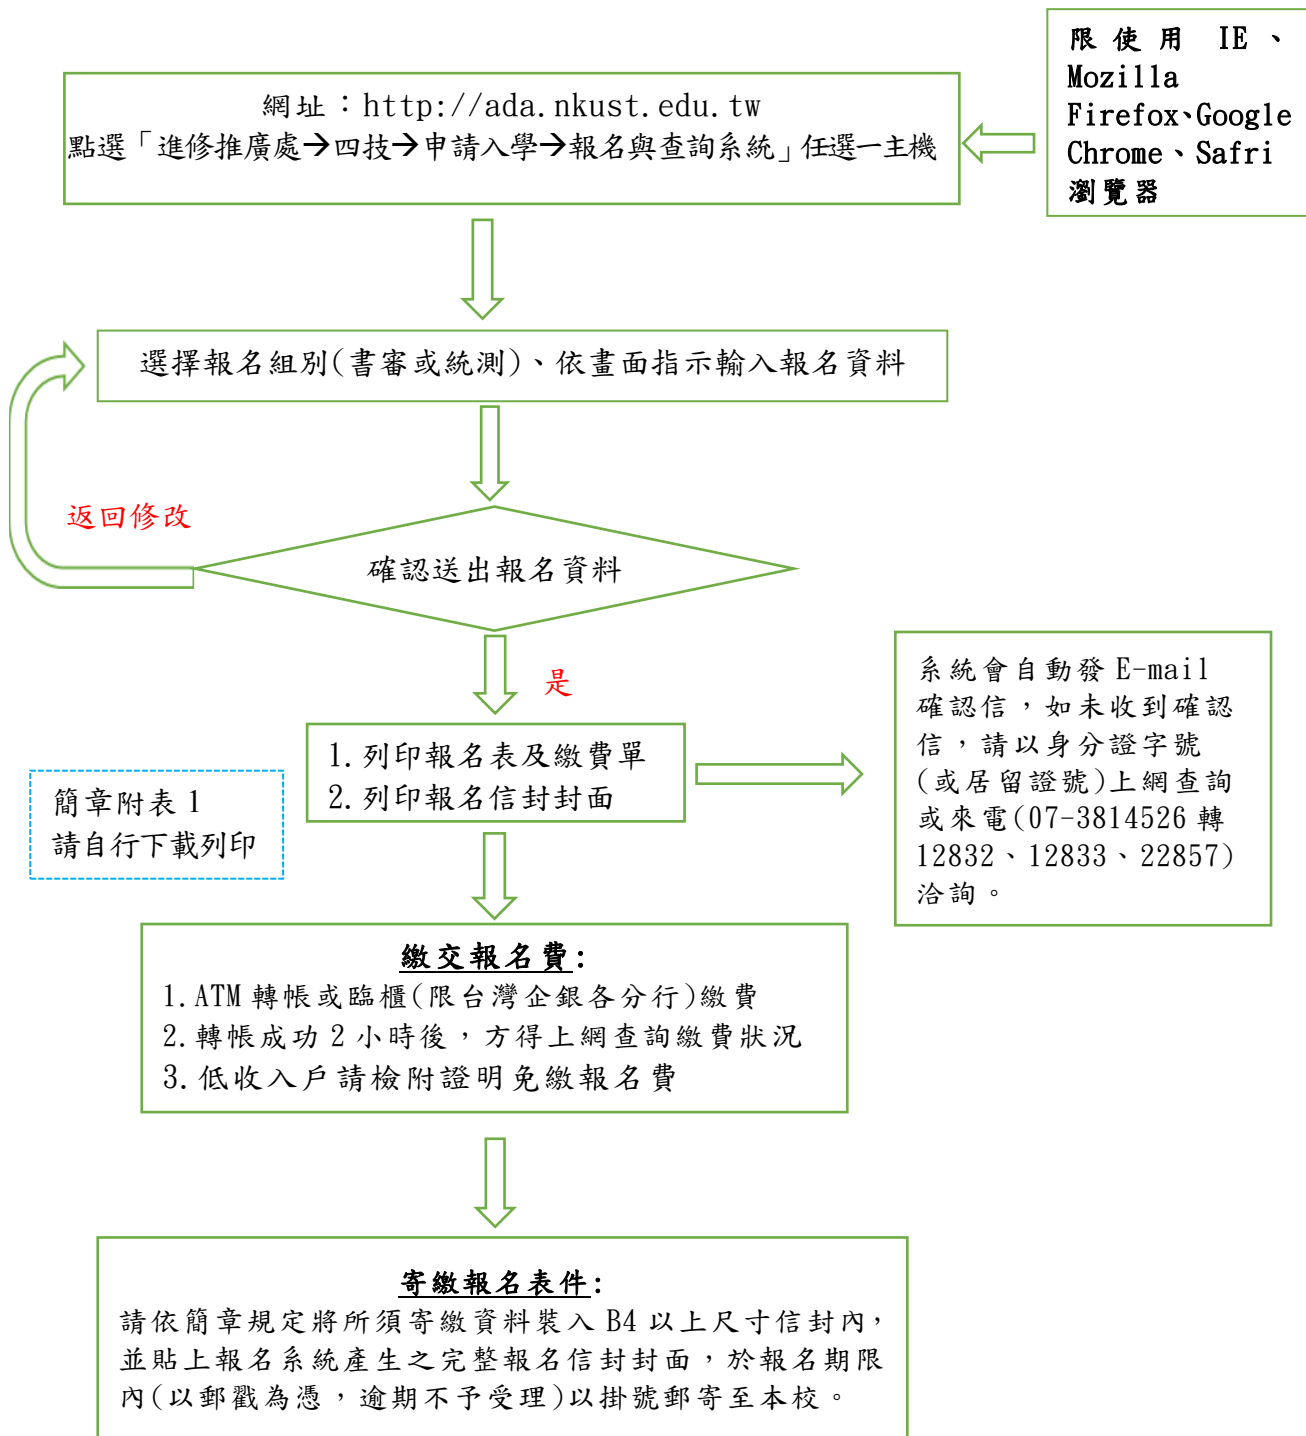 限使用 IE、
Mozilla
Firefox、Google
Chrome、Safri
瀏覽器
網址：http://ada.nkust.edu.tw
點選「進修推廣處→四技→申請入學→報名與查詢系統」任選一主機
選擇報名組別(書審或統測)、依畫面指示輸入報名資料
返回修改
確認送出報名資料
是
1.列印報名表及繳費單
2.列印報名信封封面
系統會自動發 E-mail
確認信，如未收到確認
信，請以身分證字號
(或居留證號)上網查詢
或來電(07-3814526 轉
12832、12833、22857)
洽詢。
簡章附表 1
請自行下載列印
繳交報名費:
1.ATM 轉帳或臨櫃(限台灣企銀各分行)繳費
2.轉帳成功 2 小時後，方得上網查詢繳費狀況
3.低收入戶請檢附證明免繳報名費
寄繳報名表件:
請依簡章規定將所須寄繳資料裝入 B4 以上尺寸信封內，
並貼上報名系統產生之完整報名信封封面，於報名期限
內(以郵戳為憑，逾期不予受理)以掛號郵寄至本校。